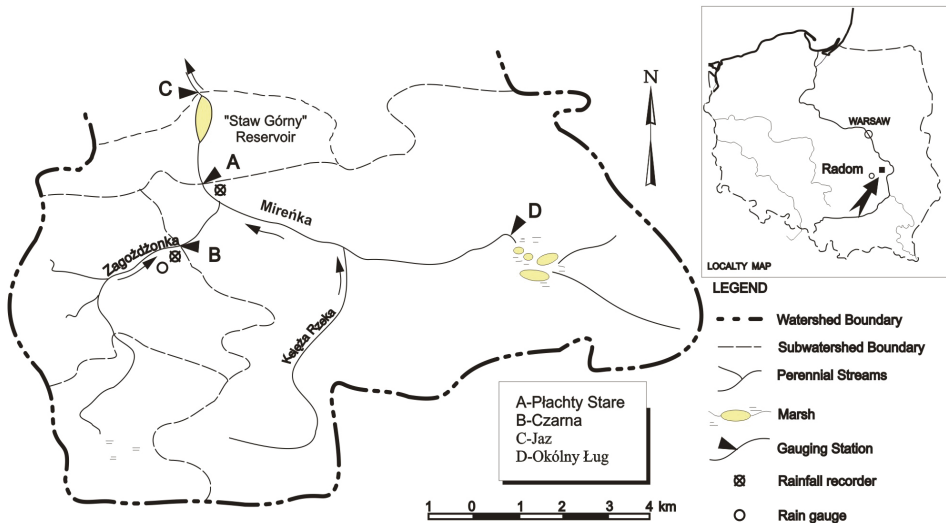 C
"Staw Górny"
Reservoir
A
N
Mireńka
D
Zagożdżonka
B
Księża Rzeka
A-Płachty Stare
B-Czarna
C-Jaz
D-Okólny Ług
1 0 1 2 3 4 km
WARSAW
Radom
LOCALTY MAP
LEGEND
Watershed Boundary
Subwatershed Boundary
Perennial Streams
Marsh
Gauging Station
Rainfall recorder
Rain gauge